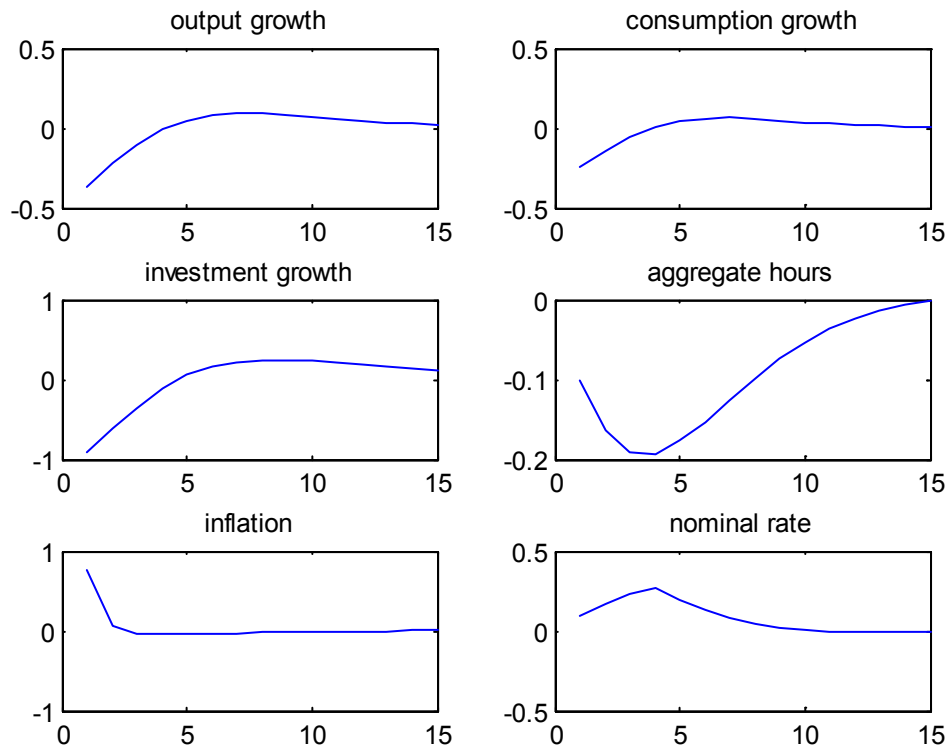 output growth
consumption growth
0.5
0
-0.5
0 5 10 15
0.5
0
-0.5
0 5 10 15
investment growth
aggregate hours
1
0
-1
0 5 10 15
0
-0.1
-0.2
0 5 10 15
inflation
nominal rate
1
0
-1
0 5 10 15
0.5
0
-0.5
0 5 10 15